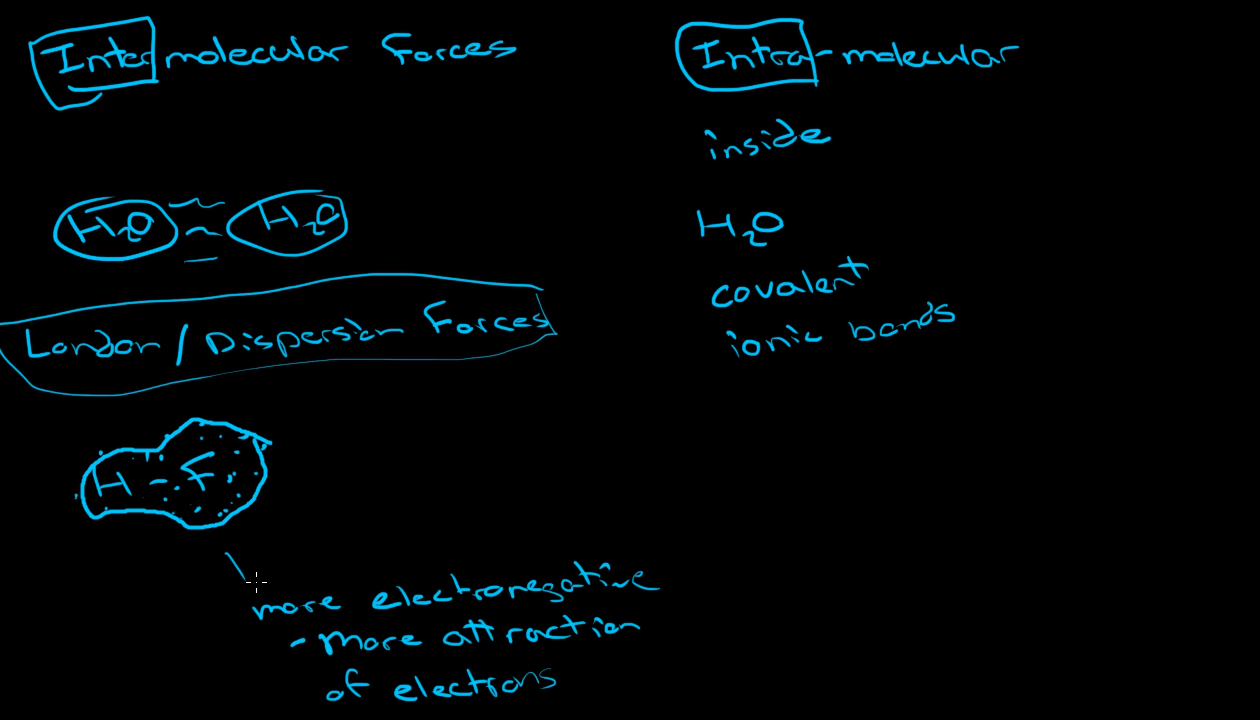 Intermolecular Forces
H₂O H₂O
London / Dispersion Forces
H - F
more electronegative
- more attraction
of electrons
Intra-molecular
inside
H₂O
covalent
ionic bonds